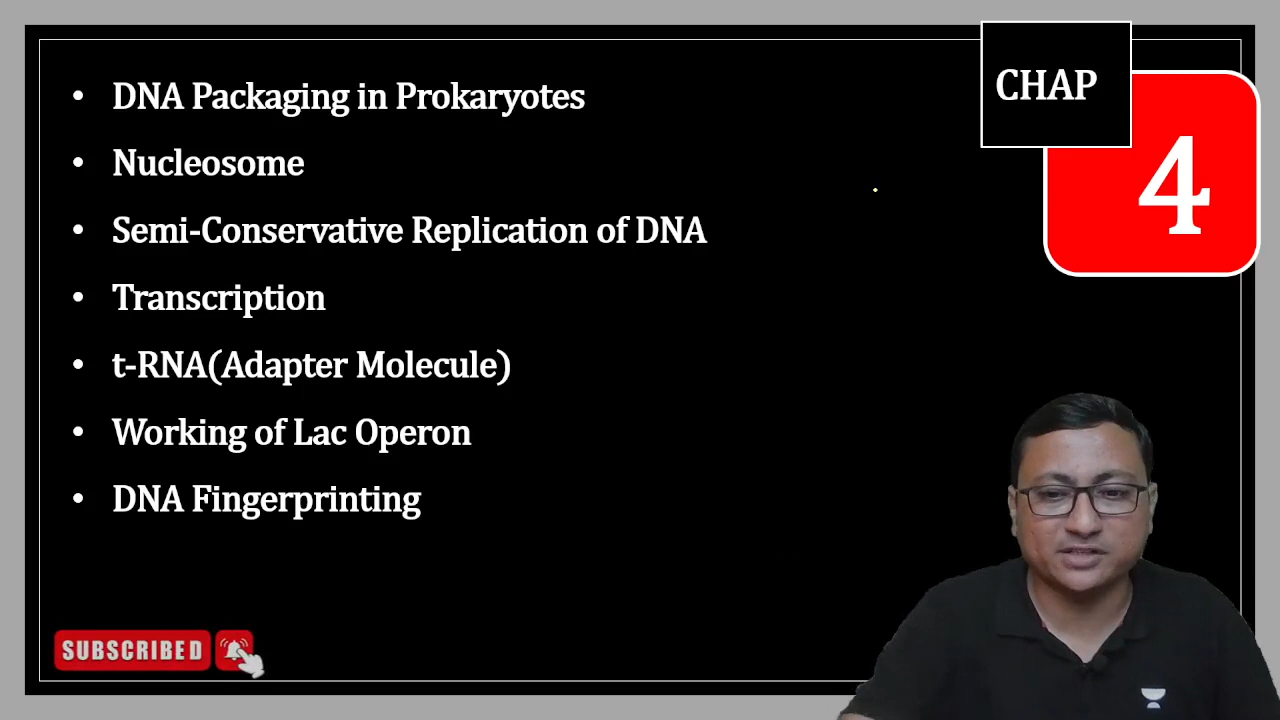 CHAP
4
• DNA Packaging in Prokaryotes
• Nucleosome
• Semi-Conservative Replication of DNA
• Transcription
• t-RNA(Adapter Molecule)
• Working of Lac Operon
• DNA Fingerprinting
SUBSCRIBED